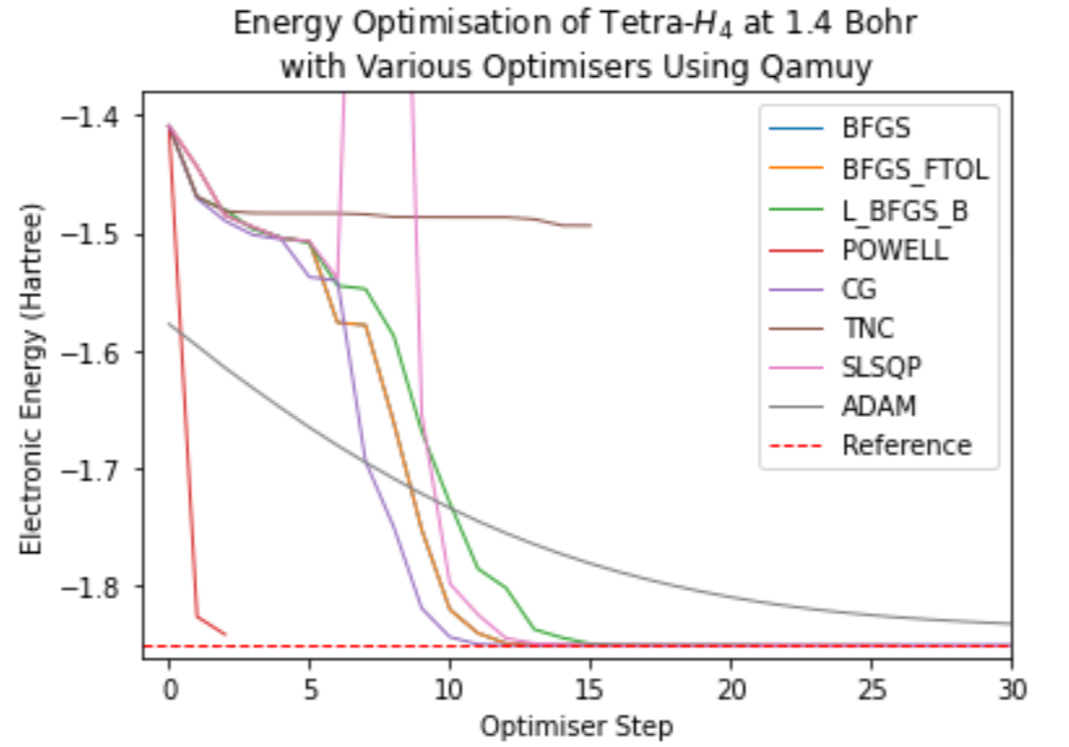 Energy Optimisation of Tetra-H₄ at 1.4 Bohr
with Various Optimisers Using Qamuy
Electronic Energy (Hartree)
−1.4
−1.5
−1.6
−1.7
−1.8
BFGS
BFGS_FTOL
L_BFGS_B
POWELL
CG
TNC
SLSQP
ADAM
Reference
0 5 10 15 20 25 30
Optimiser Step